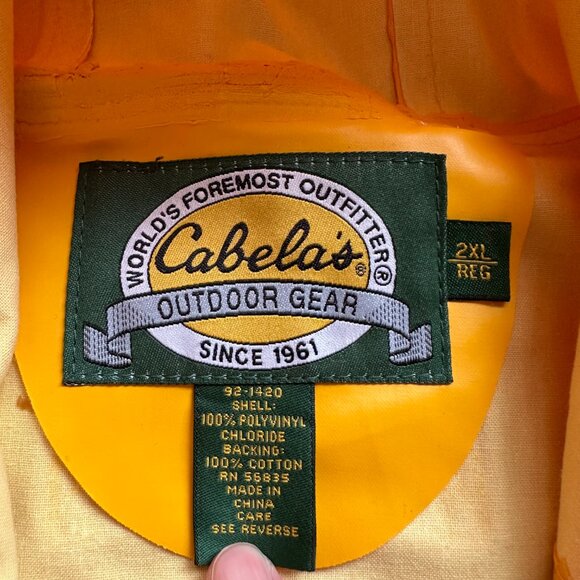 WORLD'S FOREMOST OUTFITTER®
Cabela's®
OUTDOOR GEAR
SINCE 1961
2XL
REG
92-1420
SHELL:
100% POLYVINYL
CHLORIDE
BACKING:
100% COTTON
RN 56835
MADE IN
CHINA
CARE
SEE REVERSE